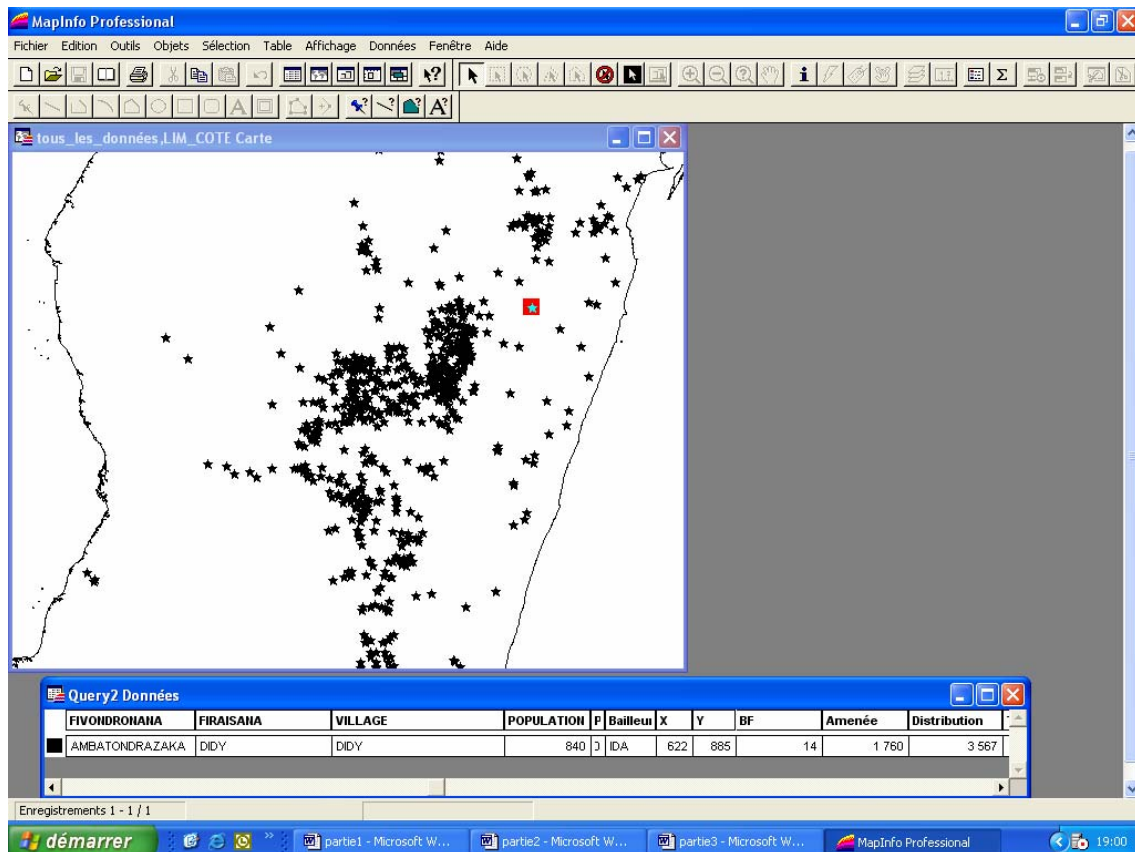 MapInfo Professional
Fichier Edition Outils Objets Sélection Table Affichage Données Fenêtre Aide
tous_les_données,LIM_COTE Carte
Query2 Données
FIVONDRONANA FIRAISANA VILLAGE POPULATION P Bailleur X Y BF Amenée Distribution
AMBATONDRAZAKA DIDY DIDY 840 IDA 622 885 14 1 760 3 567
Enregistrements 1 - 1 / 1
démarrer partie1 - Microsoft W... partie2 - Microsoft W... partie3 - Microsoft W... MapInfo Professional 19:00